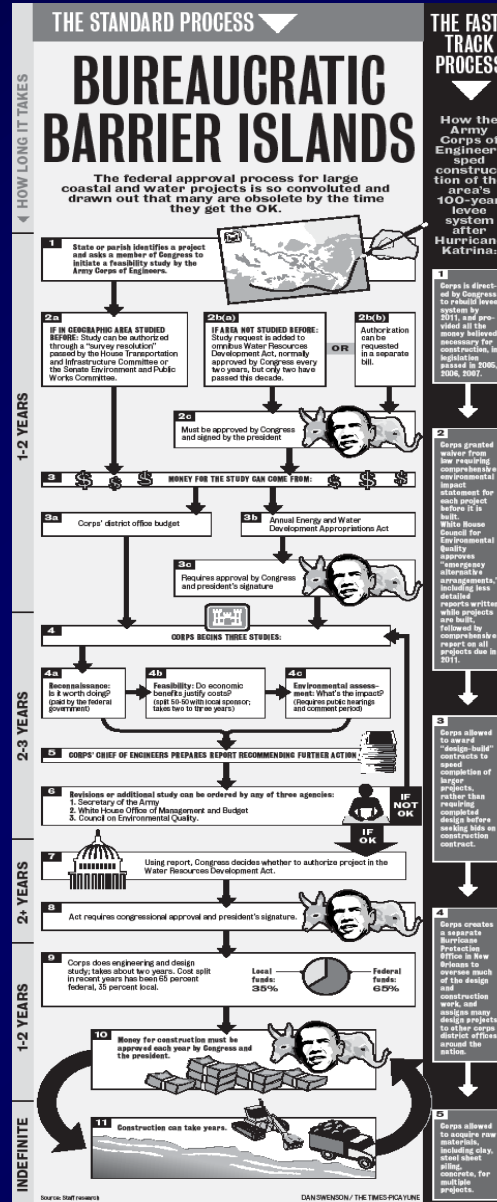 THE STANDARD PROCESS
HOW LONG IT TAKES
BUREAUCRATIC
BARRIER ISLANDS
The federal approval process for large
coastal and water projects is so convoluted and
drawn out that many are obsolete by the time
they get the OK.
1-2 YEARS
1
State or parish identifies a project
and asks a member of Congress to
initiate a feasibility study by the
Army Corps of Engineers.
2a
IF IN GEOGRAPHIC AREA STUDIED
BEFORE: Study can be authorized
through a "survey resolution"
passed by the House Transportation
and Infrastructure Committee or
the Senate Environment and Public
Works Committee.
2b(a)
IF AREA NOT STUDIED BEFORE:
Study request is added to
omnibus Water Resources
Development Act, normally
approved by Congress every
two years, but only two have
passed this decade.
OR
2b(b)
Authorization
can be
requested
in a separate
bill.
2c
Must be approved by Congress
and signed by the president
3
MONEY FOR THE STUDY CAN COME FROM:
3a
Corps' district office budget
3b
Annual Energy and Water
Development Appropriations Act
3c
Requires approval by Congress
and president's signature
2-3 YEARS
4
CORPS BEGINS THREE STUDIES:
4a
Reconnaissance:
Is it worth doing?
(paid by the federal
government)
4b
Feasibility: Do economic
benefits justify costs?
(split 50-50 with local sponsor;
takes two to three years)
4c
Environmental assess-
ment: What's the impact?
(Requires public hearings
and comment period)
5
CORPS' CHIEF OF ENGINEERS PREPARES REPORT RECOMMENDING FURTHER ACTION
6
Revisions or additional study can be ordered by any of three agencies:
1. Secretary of the Army
2. White House Office of Management and Budget
3. Council on Environmental Quality.
IF
NOT
OK
IF
OK
2+ YEARS
7
Using report, Congress decides whether to authorize project in the
Water Resources Development Act.
8
Act requires congressional approval and president's signature.
1-2 YEARS
9
Corps does engineering and design
study; takes about two years. Cost split
in recent years has been 65 percent
federal, 35 percent local.
Local
funds:
35%
Federal
funds:
65%
10
Money for construction must be
approved each year by Congress and
the president.
INDEFINITE
11
Construction can take years.
Source: Staff research
DAN SWENSON / THE TIMES-PICAYUNE
THE FAST-
TRACK
PROCESS
How the
Army
Corps of
Engineers
sped
construc-
tion of the
area's
100-year
levee
system
after
Hurricane
Katrina:
1
Corps is direct-
ed by Congress
to rebuild levee
system by
2011, and pro-
vided all the
money believed
necessary for
construction, in
legislation
passed in 2005,
2006, 2007.
2
Corps granted
waiver from
law requiring
comprehensive
environmental
impact
statement for
each project
before it is
built.
White House
Council for
Environmental
Quality
approves
"emergency
alternative
arrangements,"
including less
detailed
reports written
while projects
are built,
followed by
comprehensive
report on all
projects due in
2011.
3
Corps allowed
to award
"design-build"
contracts to
speed
completion of
larger
projects,
rather than
requiring
completed
design before
seeking bids on
construction
contract.
4
Corps creates
a separate
Hurricane
Protection
Office in New
Orleans to
oversee much
of the design
and
construction
work, and
assigns many
design projects
to other corps
district offices
around the
nation.
5
Corps allowed
to acquire raw
materials,
including clay,
steel sheet
piling,
concrete, for
multiple
projects.